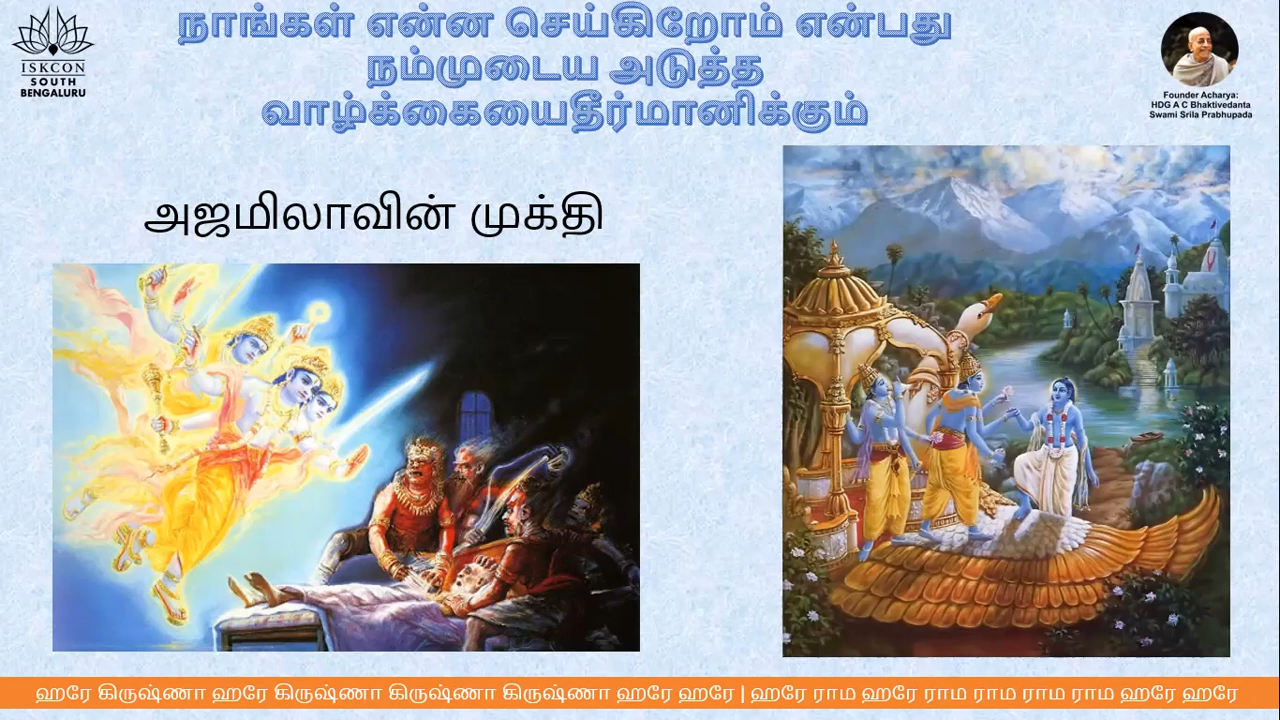 நாங்கள் என்ன செய்கிறோம் என்பது
நம்முடைய அடுத்த
வாழ்க்கையைதீர்மானிக்கும்
ISKCON
SOUTH
BENGALURU
Founder Acharya:
HDG A C Bhaktivedanta
Swami Srila Prabhupada
அஜமிலாவின் முக்தி
ஹரே கிருஷ்ணா ஹரே கிருஷ்ணா கிருஷ்ணா கிருஷ்ணா ஹரே ஹரே | ஹரே ராம ஹரே ராம ராம ராம ராம ஹரே ஹரே